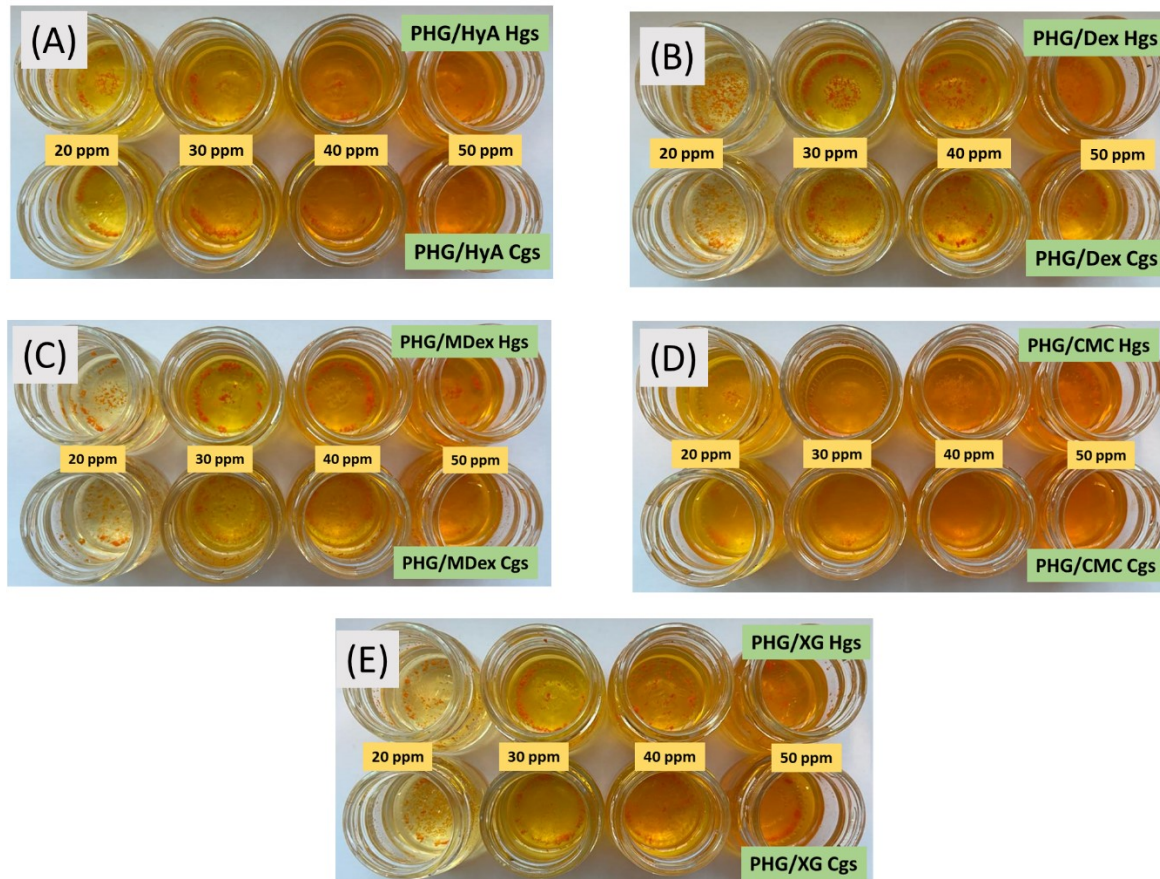 (A)
PHG/HyA Hgs
20 ppm
30 ppm
40 ppm
50 ppm
PHG/HyA Cgs
(B)
PHG/Dex Hgs
20 ppm
30 ppm
40 ppm
50 ppm
PHG/Dex Cgs
(C)
PHG/MDex Hgs
20 ppm
30 ppm
40 ppm
50 ppm
PHG/MDex Cgs
(D)
PHG/CMC Hgs
20 ppm
30 ppm
40 ppm
50 ppm
PHG/CMC Cgs
(E)
PHG/XG Hgs
20 ppm
30 ppm
40 ppm
50 ppm
PHG/XG Cgs